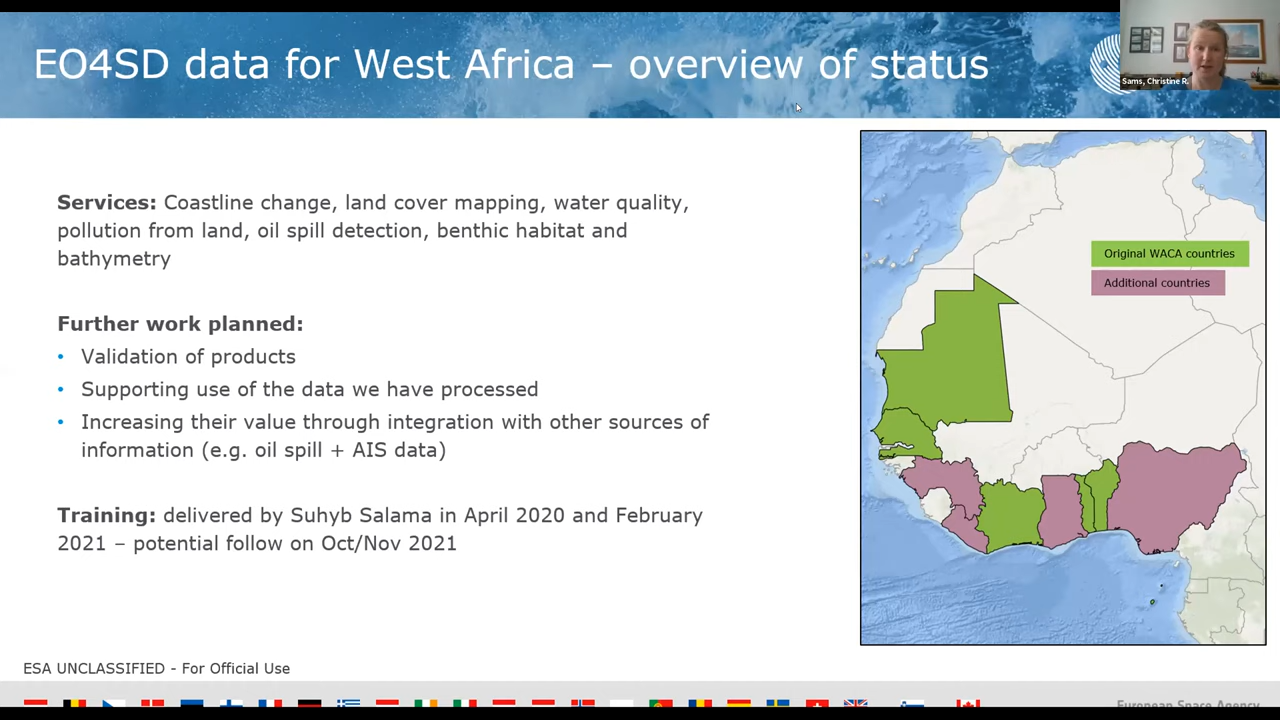 EO4SD data for West Africa – overview of status
Sams, Christine R.
Services: Coastline change, land cover mapping, water quality,
pollution from land, oil spill detection, benthic habitat and
bathymetry
Further work planned:
• Validation of products
• Supporting use of the data we have processed
• Increasing their value through integration with other sources of
information (e.g. oil spill + AIS data)
Training: delivered by Suhyb Salama in April 2020 and February
2021 – potential follow on Oct/Nov 2021
Original WACA countries
Additional countries
ESA UNCLASSIFIED - For Official Use
European Space Agency